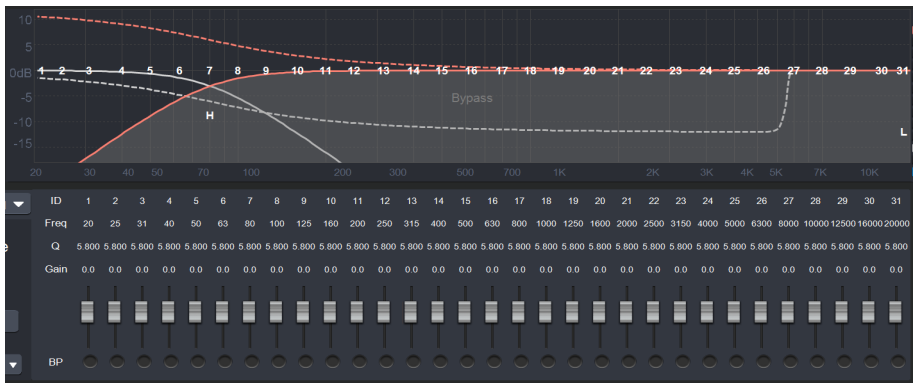 10
5
0dB
-5
-10
-15
1 2 3 4 5 6 7 8 9 10 11 12 13 14 15 16 17 18 19 20 21 22 23 24 25 26 27 28 29 30 31
Bypass
H
L
20 30 40 50 70 100 200 300 500 700 1K 2K 3K 4K 5K 7K 10K
ID 1 2 3 4 5 6 7 8 9 10 11 12 13 14 15 16 17 18 19 20 21 22 23 24 25 26 27 28 29 30 31
Freq 20 25 31 40 50 63 80 100 125 160 200 250 315 400 500 630 800 1000 1250 1600 2000 2500 3150 4000 5000 6300 8000 10000 12500 16000 20000
Q 5.800 5.800 5.800 5.800 5.800 5.800 5.800 5.800 5.800 5.800 5.800 5.800 5.800 5.800 5.800 5.800 5.800 5.800 5.800 5.800 5.800 5.800 5.800 5.800 5.800 5.800 5.800 5.800 5.800 5.800 5.800
Gain 0.0 0.0 0.0 0.0 0.0 0.0 0.0 0.0 0.0 0.0 0.0 0.0 0.0 0.0 0.0 0.0 0.0 0.0 0.0 0.0 0.0 0.0 0.0 0.0 0.0 0.0 0.0 0.0 0.0 0.0 0.0
BP